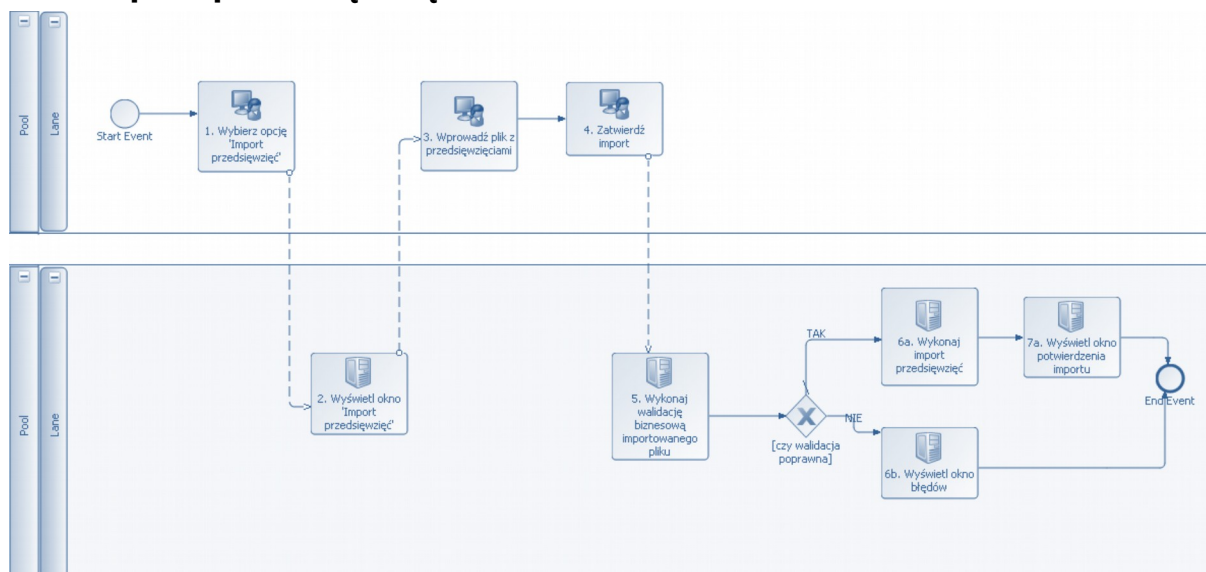 Pool
Lane
Start Event
1. Wybierz opcję
'Import
przedsięwzięć'
3. Wprowadź plik z
przedsięwzięciami
4. Zatwierdź
import
Pool
Lane
2. Wyświetl okno
'Import
przedsięwzięć'
5. Wykonaj
walidację
biznesową
importowanego
pliku
[czy walidacja
poprawna]
TAK
NIE
6a. Wykonaj
import
przedsięwzięć
7a. Wyświetl okno
potwierdzenia
importu
6b. Wyświetl okno
błędów
End Event